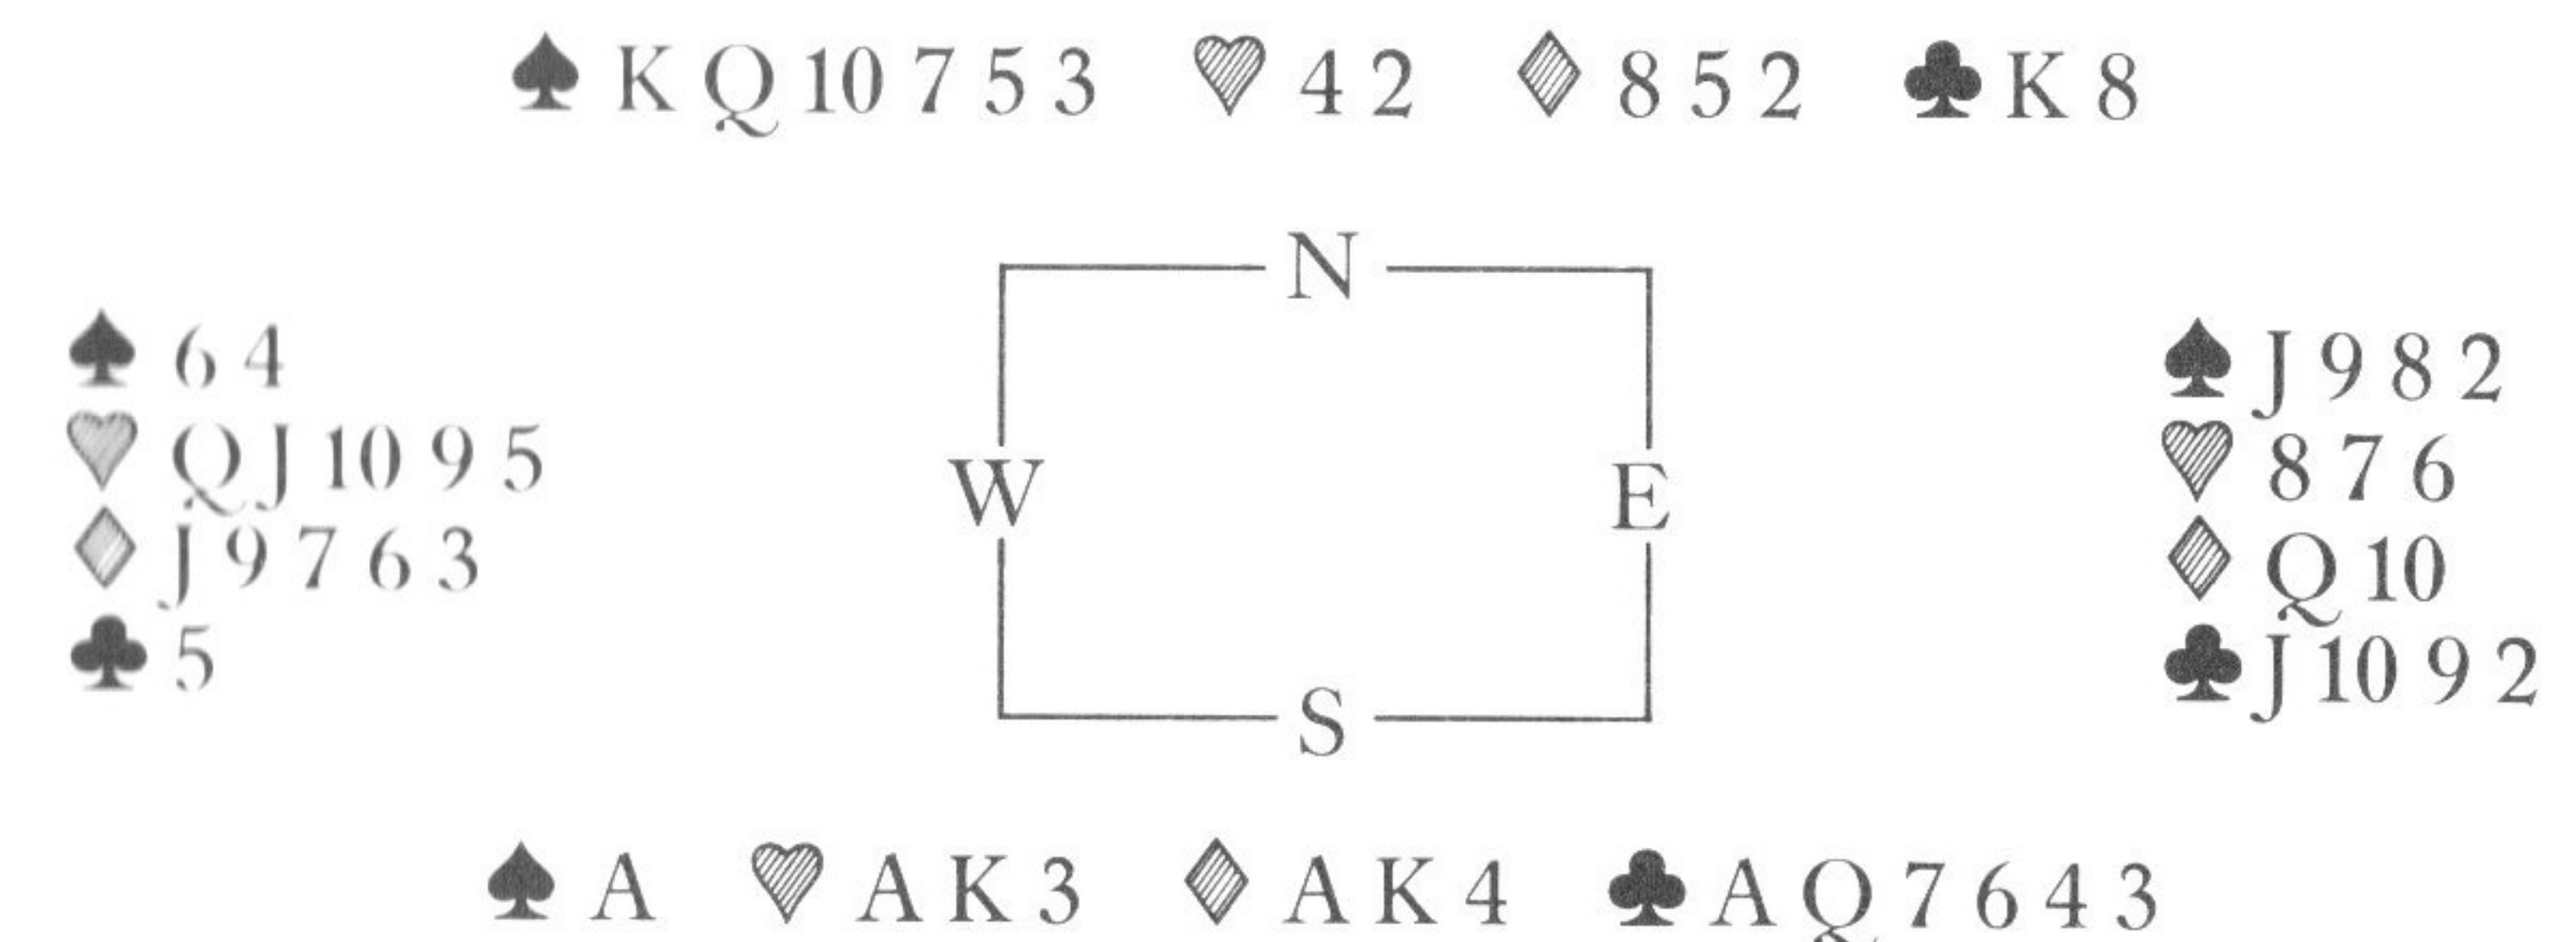 ♠ K Q 10 7 5 3 ♥ 4 2 ♦ 8 5 2 ♣ K 8
N
♠ 6 4
♥ Q J 10 9 5
♦ J 9 7 6 3
♣ 5
W
E
♠ J 9 8 2
♥ 8 7 6
♦ Q 10
♣ J 10 9 2
S
♠ A ♥ A K 3 ♦ A K 4 ♣ A Q 7 6 4 3